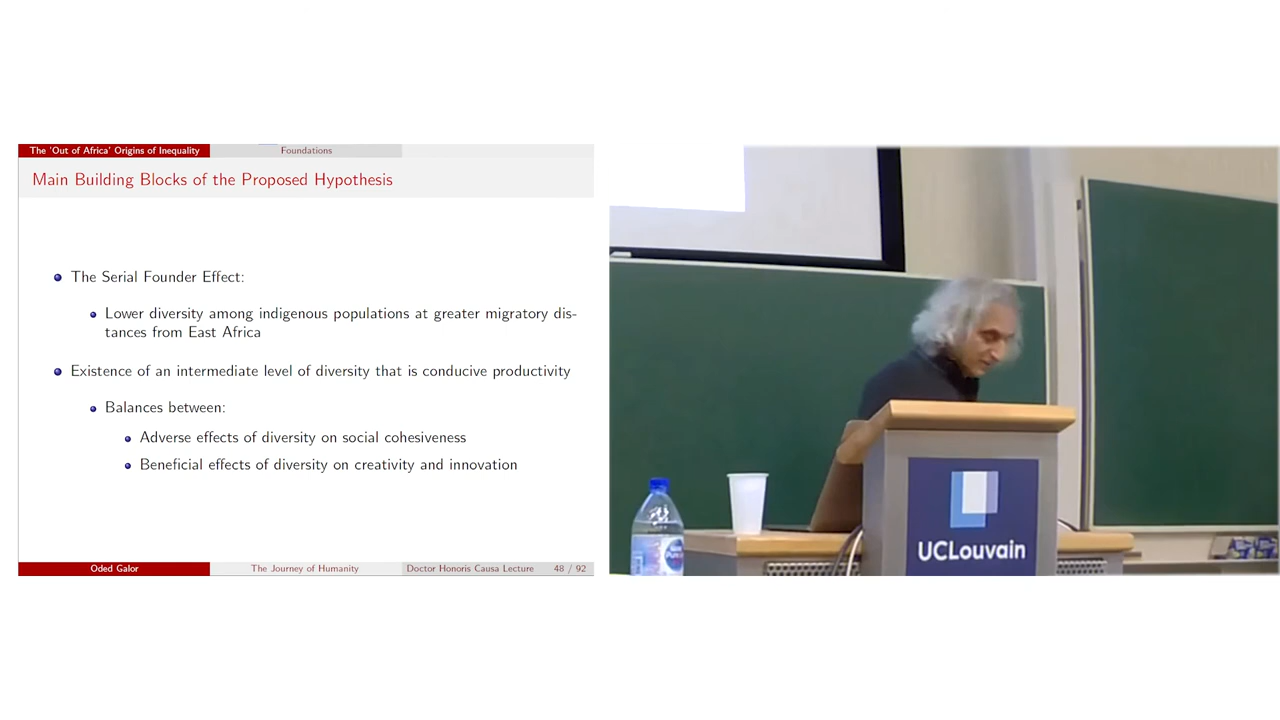 The 'Out of Africa' Origins of Inequality
Foundations
Main Building Blocks of the Proposed Hypothesis
The Serial Founder Effect:
Lower diversity among indigenous populations at greater migratory dis-
tances from East Africa
Existence of an intermediate level of diversity that is conducive productivity
Balances between:
Adverse effects of diversity on social cohesiveness
Beneficial effects of diversity on creativity and innovation
Oded Galor
The Journey of Humanity
Doctor Honoris Causa Lecture
48 / 92
UCLouvain